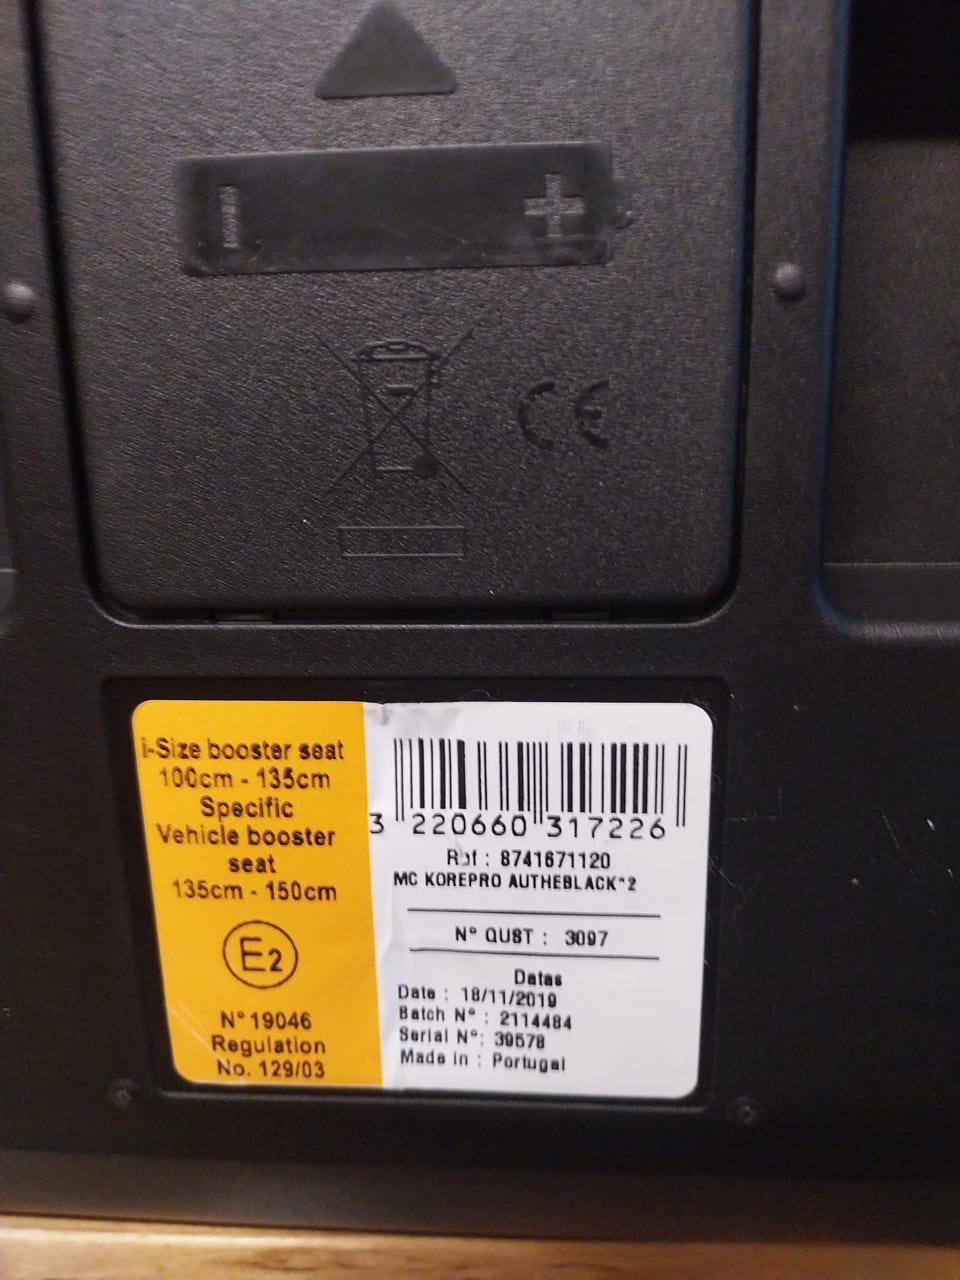 − +
CE
i-Size booster seat
100cm - 135cm
Specific
Vehicle booster
seat
135cm - 150cm
E2
N° 19046
Regulation
No. 129/03
3 220660 317226
Ref : 8741671120
MC KOREPRO AUTHEBLACK*2
N° QUST : 3097
Datas
Date : 18/11/2019
Batch N° : 2114484
Serial N°: 39578
Made in : Portugal